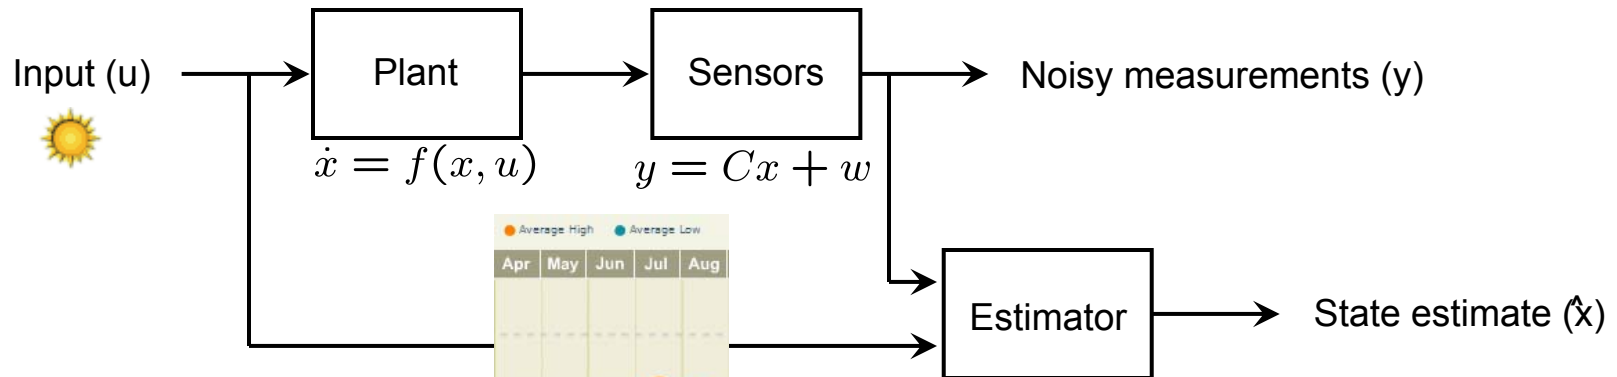 Input (u)
Plant
Sensors
Noisy measurements (y)
ẋ = f(x, u)
y = Cx + w
Average High Average Low
Apr May Jun Jul Aug
Estimator
State estimate (x̂)